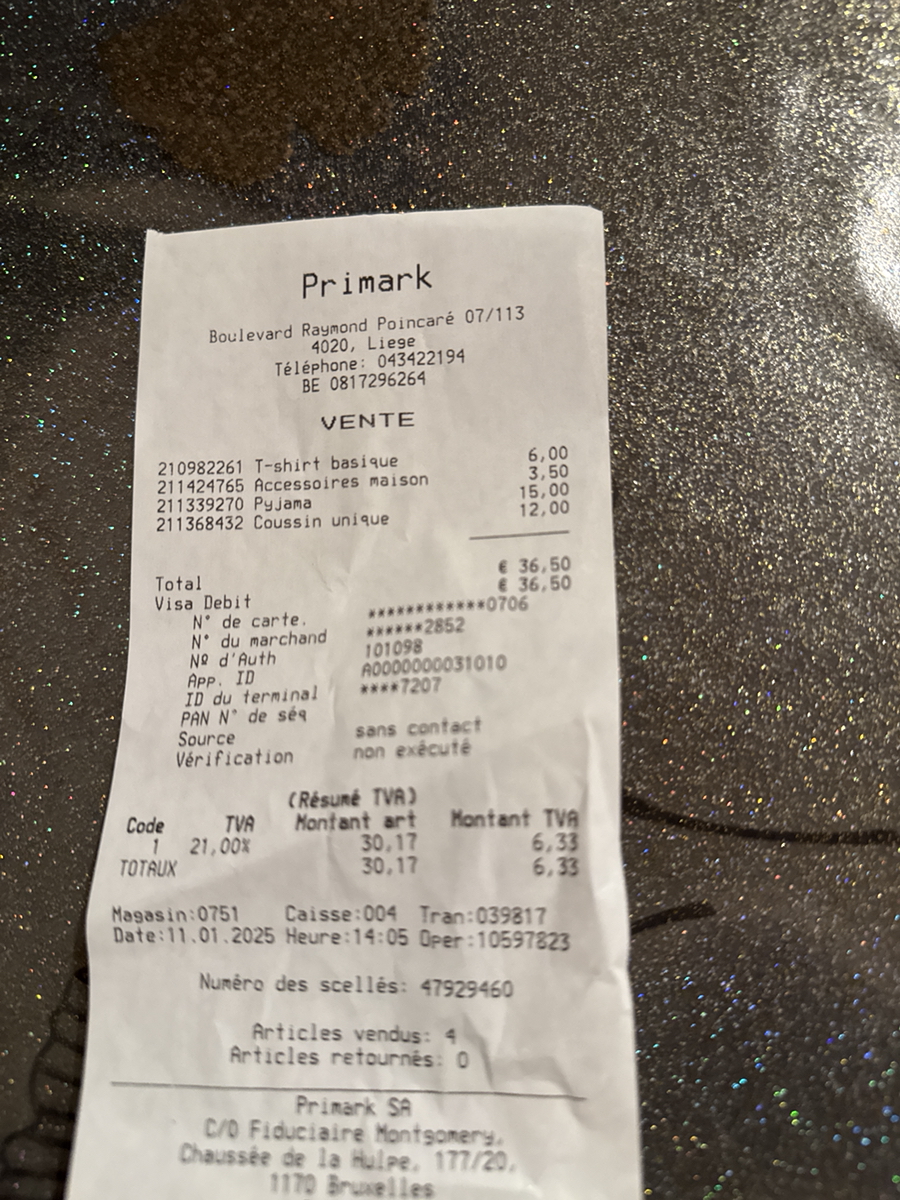 Primark
Boulevard Raymond Poincaré 07/113
4020, Liege
Téléphone: 043422194
BE 0817296264
VENTE
210982261 T-shirt basique 6,00
211424765 Accessoires maison 3,50
211339270 Pyjama 15,00
211368432 Coussin unique 12,00
Total € 36,50
Visa Debit € 36,50
N° de carte. ************0706
N° du marchand ******2852
Nº d'Auth 101098
App. ID A0000000031010
ID du terminal ****7207
PAN N° de séq
Source sans contact
Vérification non exécuté
(Résumé TVA)
Code TVA Montant art Montant TVA
1 21,00% 30,17 6,33
TOTAUX 30,17 6,33
Magasin:0751 Caisse:004 Tran:039817
Date:11.01.2025 Heure:14:05 Oper:10597823
Numéro des scellés: 47929460
Articles vendus: 4
Articles retournés: 0
Primark SA
C/O Fiduciaire Montgomery,
Chaussée de la Hulpe, 177/20,
1170 Bruxelles